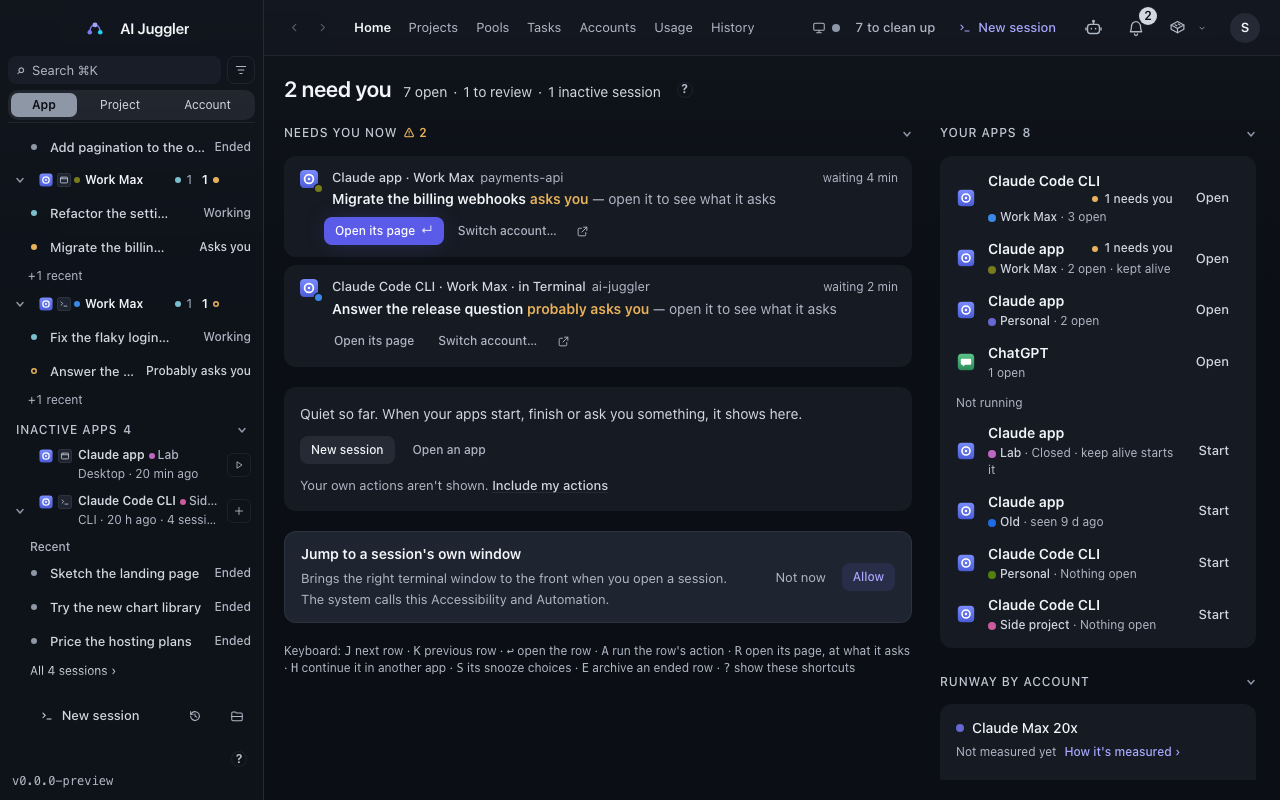 AI Juggler
Search ⌘K
App
Project
Account
Add pagination to the o... Ended
Work Max 1 1
Refactor the setti... Working
Migrate the billin... Asks you
+1 recent
Work Max 1 1
Fix the flaky login... Working
Answer the ... Probably asks you
+1 recent
INACTIVE APPS 4
Claude app Lab
Desktop · 20 min ago
Claude Code CLI Sid...
CLI · 20 h ago · 4 sessi...
Recent
Sketch the landing page Ended
Try the new chart library Ended
Price the hosting plans Ended
All 4 sessions ›
New session
?
v0.0.0-preview
Home Projects Pools Tasks Accounts Usage History
7 to clean up
New session
2
S
2 need you 7 open · 1 to review · 1 inactive session ?
NEEDS YOU NOW 2
Claude app · Work Max payments-api waiting 4 min
Migrate the billing webhooks asks you — open it to see what it asks
Open its page ↵ Switch account...
Claude Code CLI · Work Max · in Terminal ai-juggler waiting 2 min
Answer the release question probably asks you — open it to see what it asks
Open its page Switch account...
Quiet so far. When your apps start, finish or ask you something, it shows here.
New session Open an app
Your own actions aren't shown. Include my actions
Jump to a session's own window
Brings the right terminal window to the front when you open a session.
The system calls this Accessibility and Automation.
Not now Allow
Keyboard: J next row · K previous row · ↩ open the row · A run the row's action · R open its page, at what it asks
· H continue it in another app · S its snooze choices · E archive an ended row · ? show these shortcuts
YOUR APPS 8
Claude Code CLI
1 needs you
Work Max · 3 open
Open
Claude app 1 needs you
Work Max · 2 open · kept alive
Open
Claude app
Personal · 2 open
Open
ChatGPT
1 open
Open
Not running
Claude app
Lab · Closed · keep alive starts
it
Start
Claude app
Old · seen 9 d ago
Start
Claude Code CLI
Personal · Nothing open
Start
Claude Code CLI
Side project · Nothing open
Start
RUNWAY BY ACCOUNT
Claude Max 20x
Not measured yet How it's measured ›